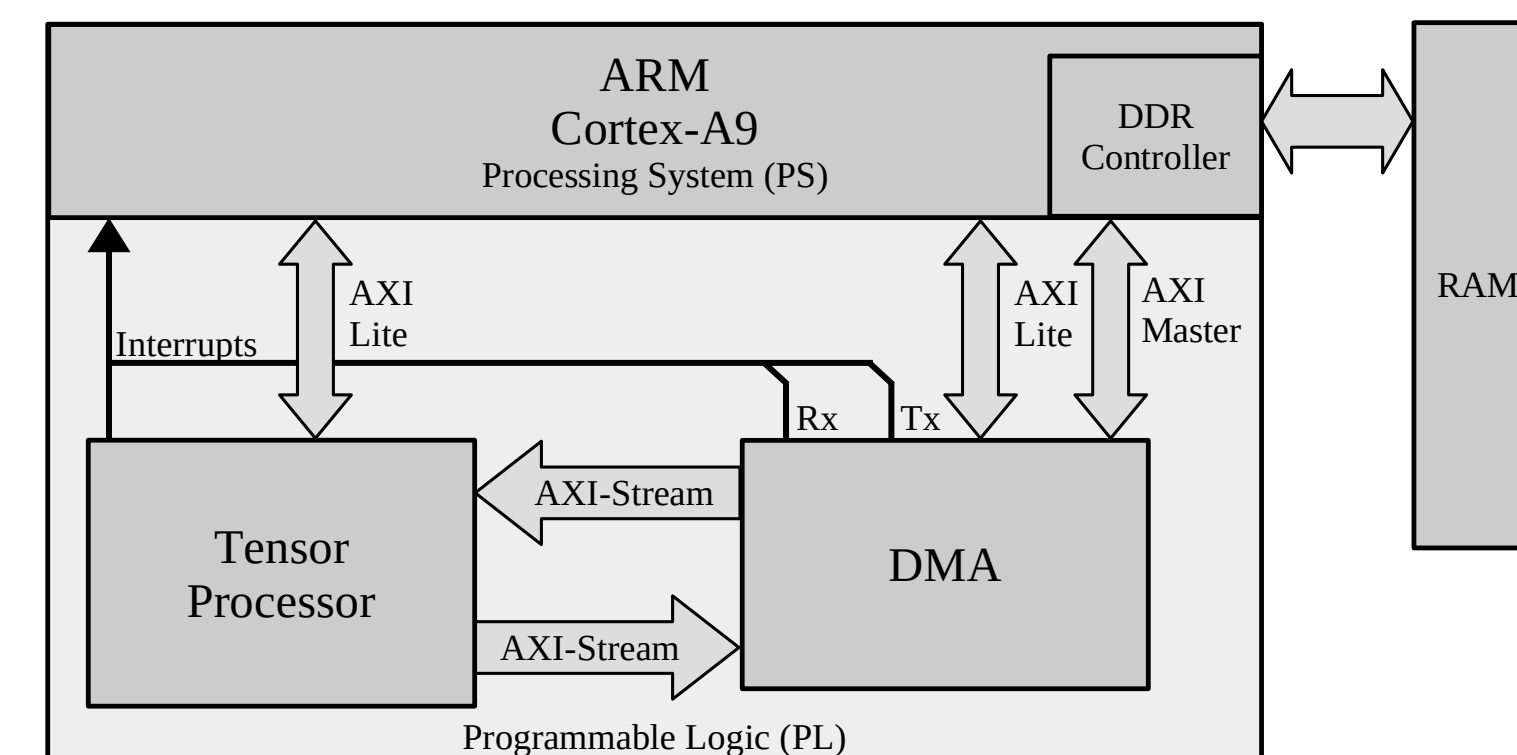 ARM
Cortex-A9
Processing System (PS)
DDR
Controller
RAM
Interrupts
AXI
Lite
AXI
Lite
AXI
Master
Rx
Tx
AXI-Stream
Tensor
Processor
DMA
AXI-Stream
Programmable Logic (PL)